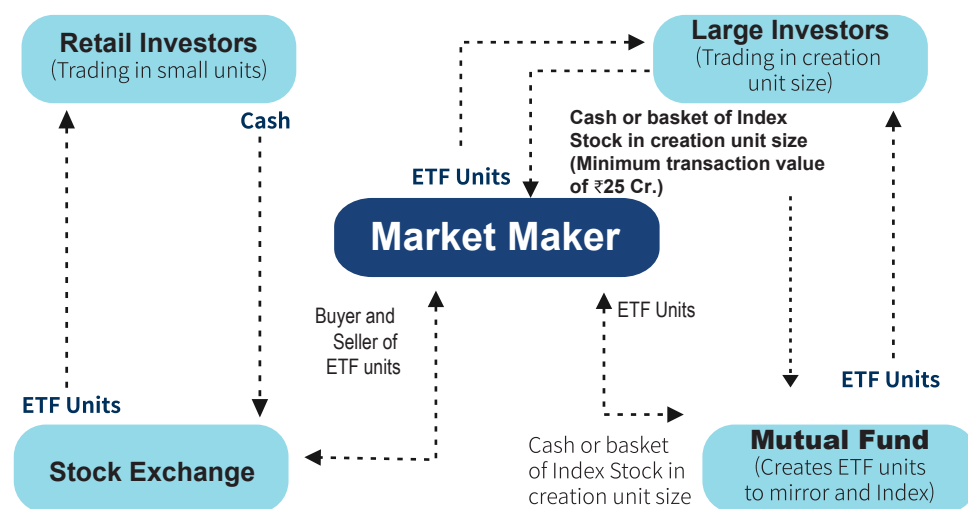 Retail Investors
(Trading in small units)
Large Investors
(Trading in creation
unit size)
Cash
Cash or basket of Index
Stock in creation unit size
(Minimum transaction value
of ₹25 Cr.)
ETF Units
Market Maker
Buyer and
Seller of
ETF units
ETF Units
ETF Units
ETF Units
Stock Exchange
Cash or basket
of Index Stock in
creation unit size
Mutual Fund
(Creates ETF units
to mirror and Index)